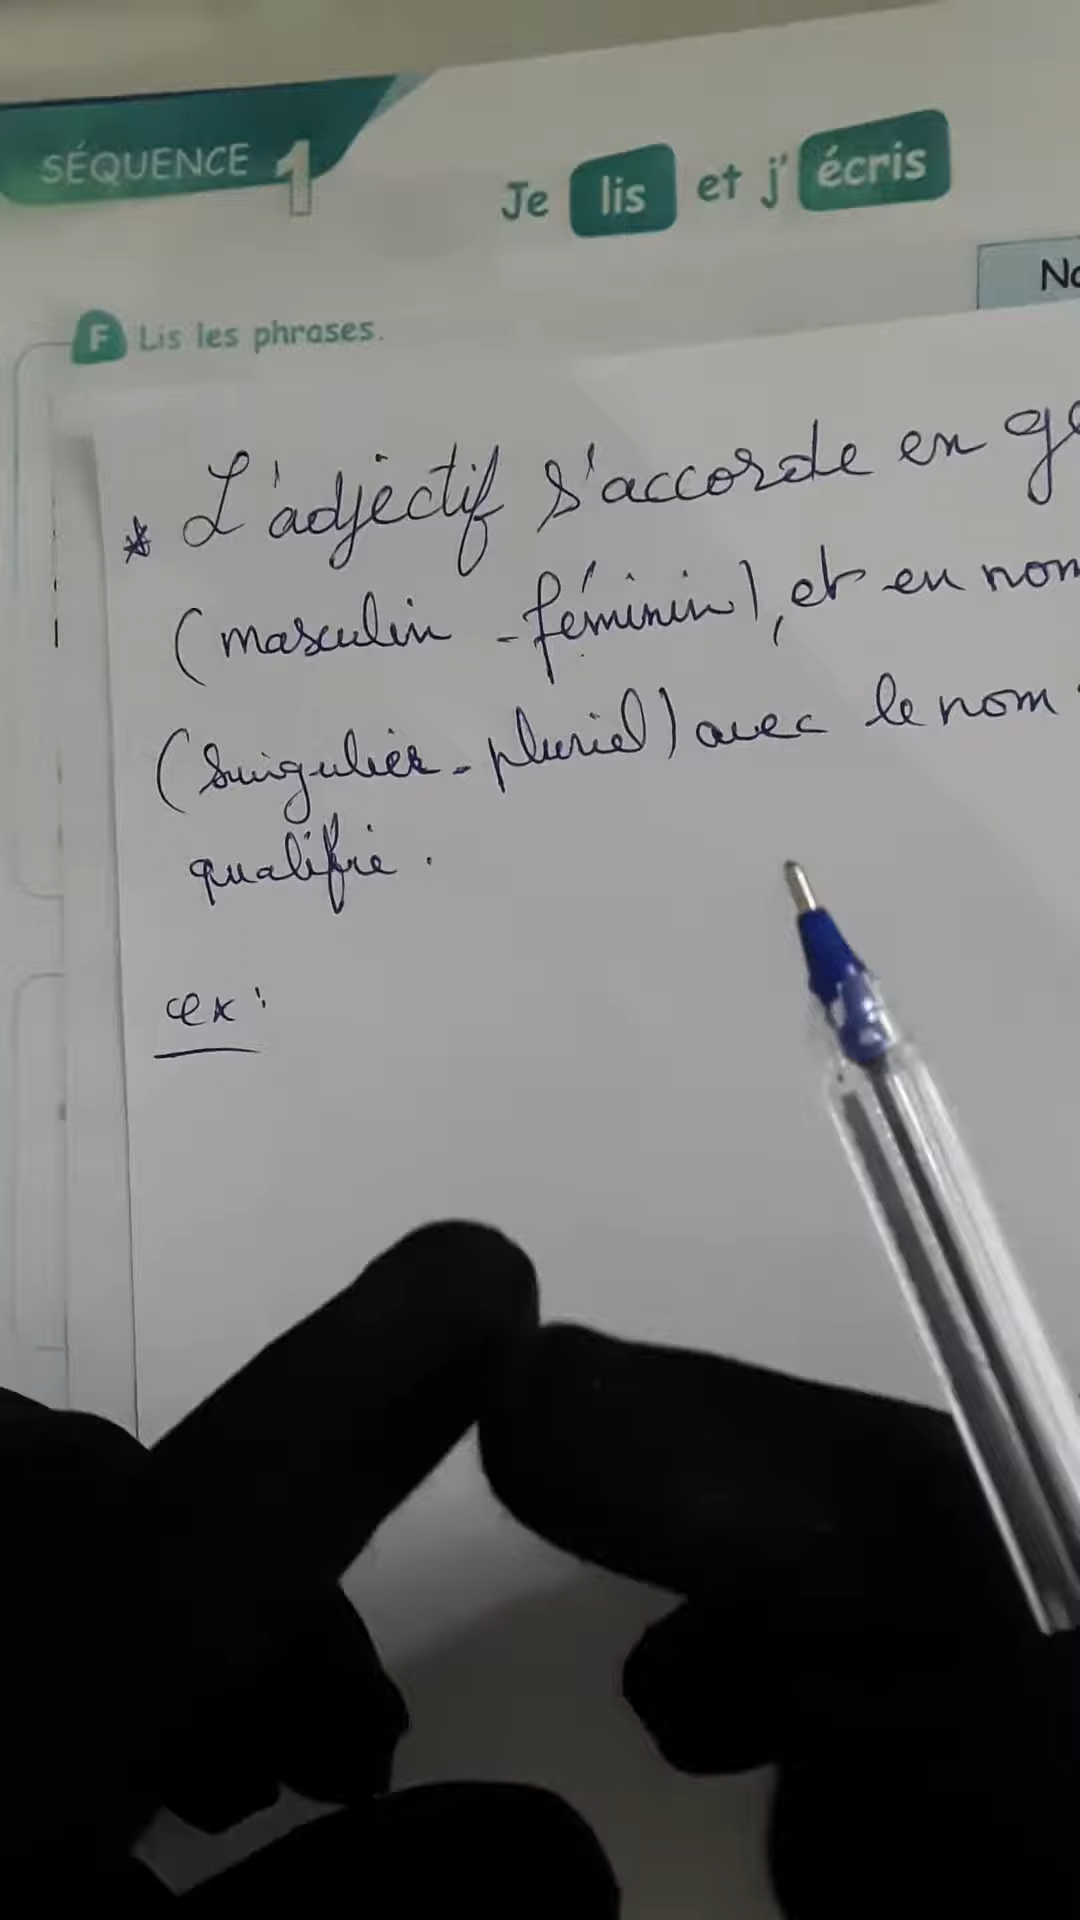 SÉQUENCE 1
Je lis et j'écris
F Lis les phrases.
* L'adjectif s'accorde en
(masculin - féminin), et en
(singulier - pluriel) avec le nom
qualifie.
ex: